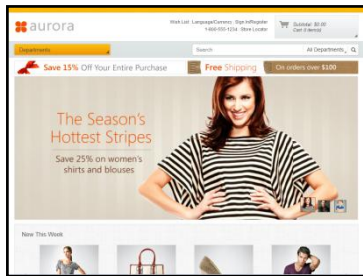 aurora
Wish List Language/Currency Sign In/Register
1-800-555-1234 Store Locator
Subtotal: $0.00
Cart 0 item(s)
Departments
Search
All Departments
Save 15% Off Your Entire Purchase
Free Shipping
On orders over $100
The Season's
Hottest Stripes
Save 25% on women's
shirts and blouses
New This Week